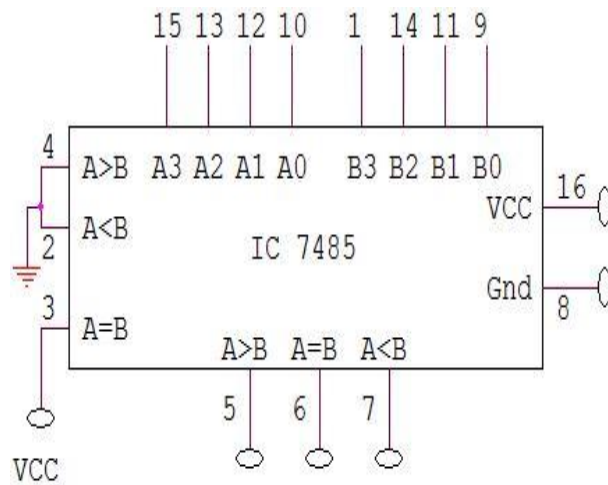 15 13 12 10 1 14 11 9
4 A>B A3 A2 A1 A0 B3 B2 B1 B0 16
VCC
2 A<B IC 7485
Gnd
3 A=B 8
A>B A=B A<B
5 6 7
VCC